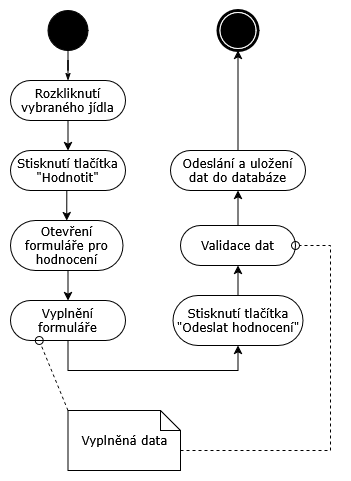 Rozkliknutí
vybraného jídla
Stisknutí tlačítka
"Hodnotit"
Otevření
formuláře pro
hodnocení
Vyplnění
formuláře
Vyplněná data
Stisknutí tlačítka
"Odeslat hodnocení"
Validace dat
Odeslání a uložení
dat do databáze